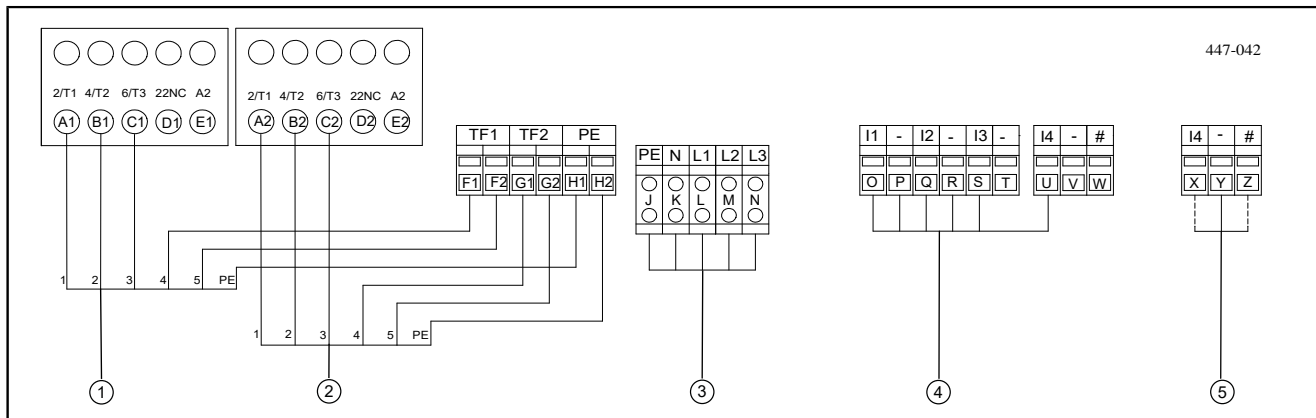 447-042
2/T1 4/T2 6/T3 22NC A2
A1 B1 C1 D1 E1
2/T1 4/T2 6/T3 22NC A2
A2 B2 C2 D2 E2
TF1 TF2 PE
F1 F2 G1 G2 H1 H2
PE N L1 L2 L3
J K L M N
I1 - I2 - I3 -
O P Q R S T
I4 - #
U V W
I4 - #
X Y Z
1 2 3 4 5 PE
1 2 3 4 5 PE
1 2 3 4 5